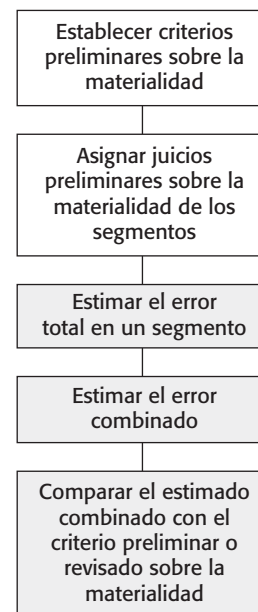 Establecer criterios
preliminares sobre la
materialidad
Asignar juicios
preliminares sobre la
materialidad de los
segmentos
Estimar el error
total en un segmento
Estimar el error
combinado
Comparar el estimado
combinado con el
criterio preliminar o
revisado sobre la
materialidad